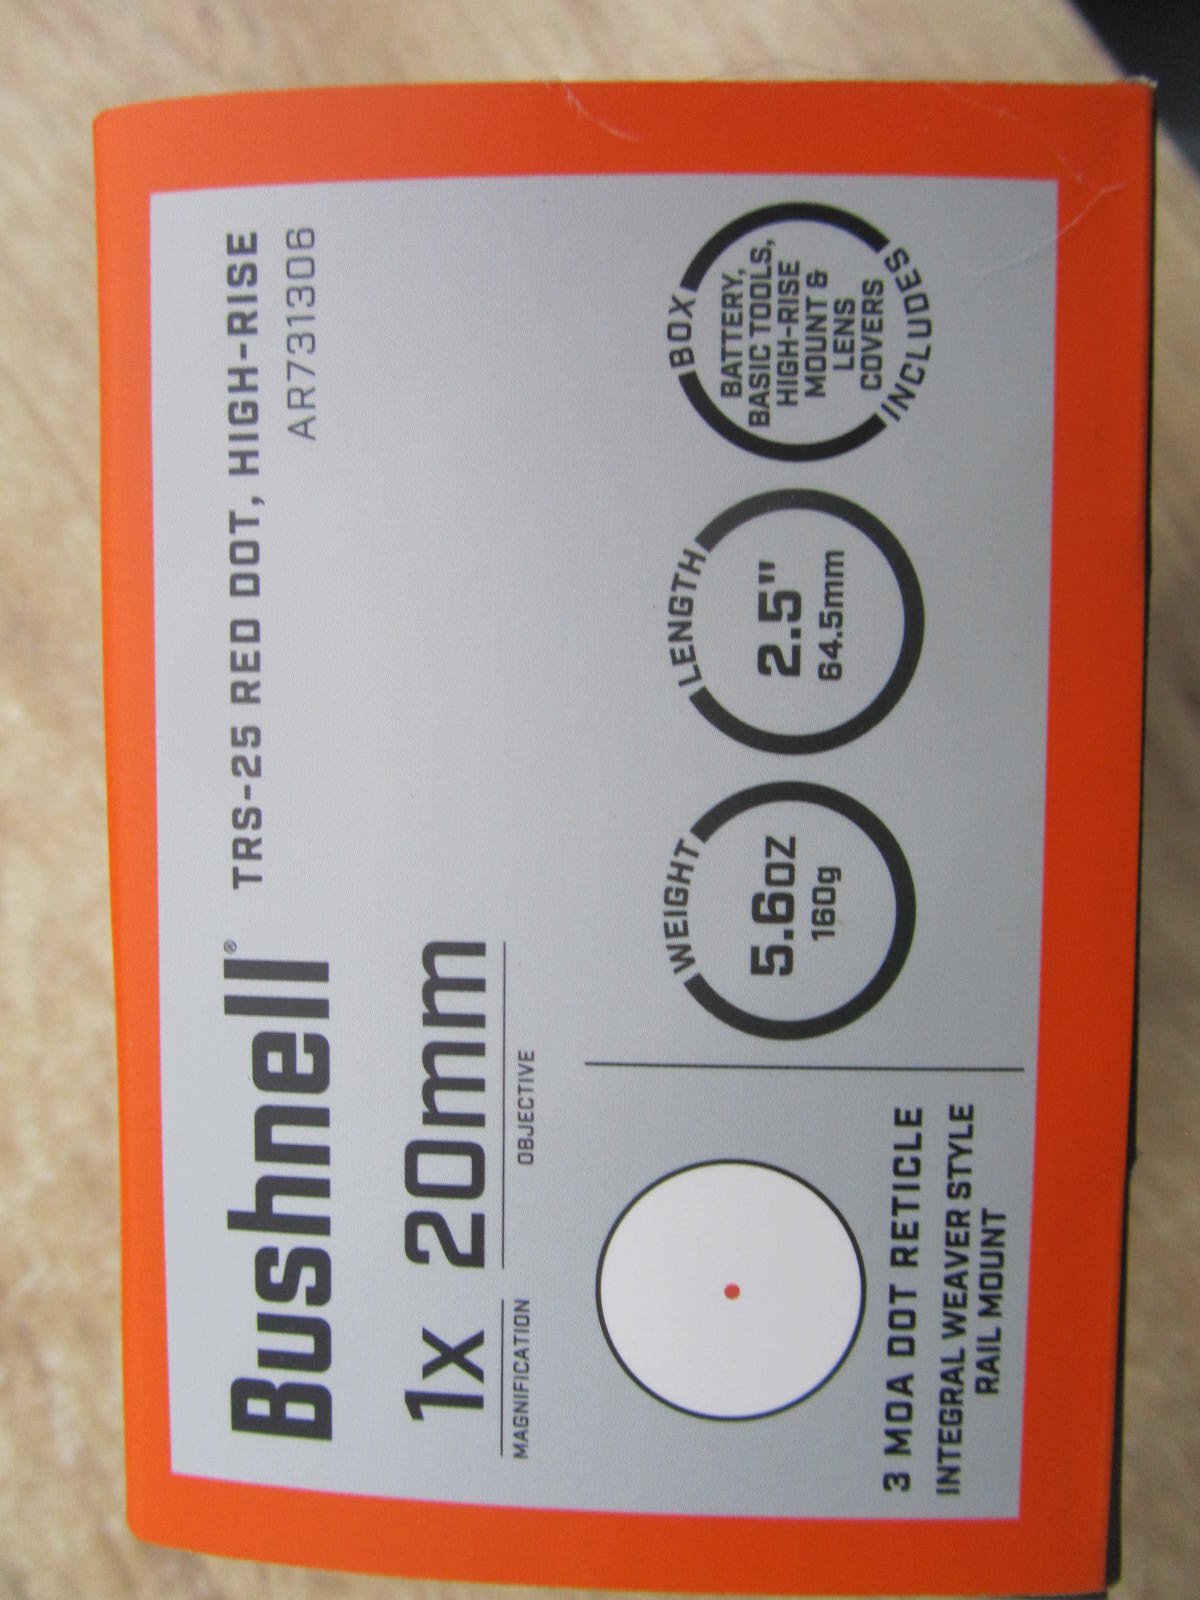 Bushnell®
TRS-25 RED DOT, HIGH-RISE
AR731306
1x 20mm
MAGNIFICATION
OBJECTIVE
3 MOA DOT RETICLE
INTEGRAL WEAVER STYLE
RAIL MOUNT
WEIGHT
5.6OZ
160g
LENGTH
2.5"
64.5mm
BOX
BATTERY,
BASIC TOOLS,
HIGH-RISE
MOUNT &
LENS
COVERS
INCLUDES